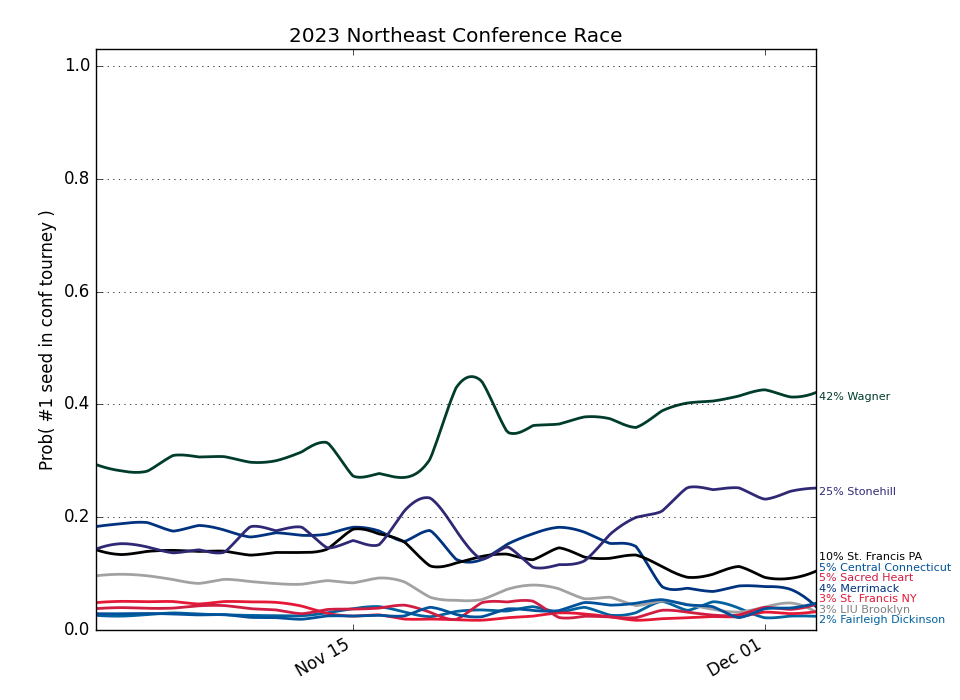 2023 Northeast Conference Race
Prob( #1 seed in conf tourney )
1.0
0.8
0.6
0.4
0.2
0.0
Nov 15
Dec 01
42% Wagner
25% Stonehill
10% St. Francis PA
5% Central Connecticut
5% Sacred Heart
4% Merrimack
3% St. Francis NY
3% LIU Brooklyn
2% Fairleigh Dickinson